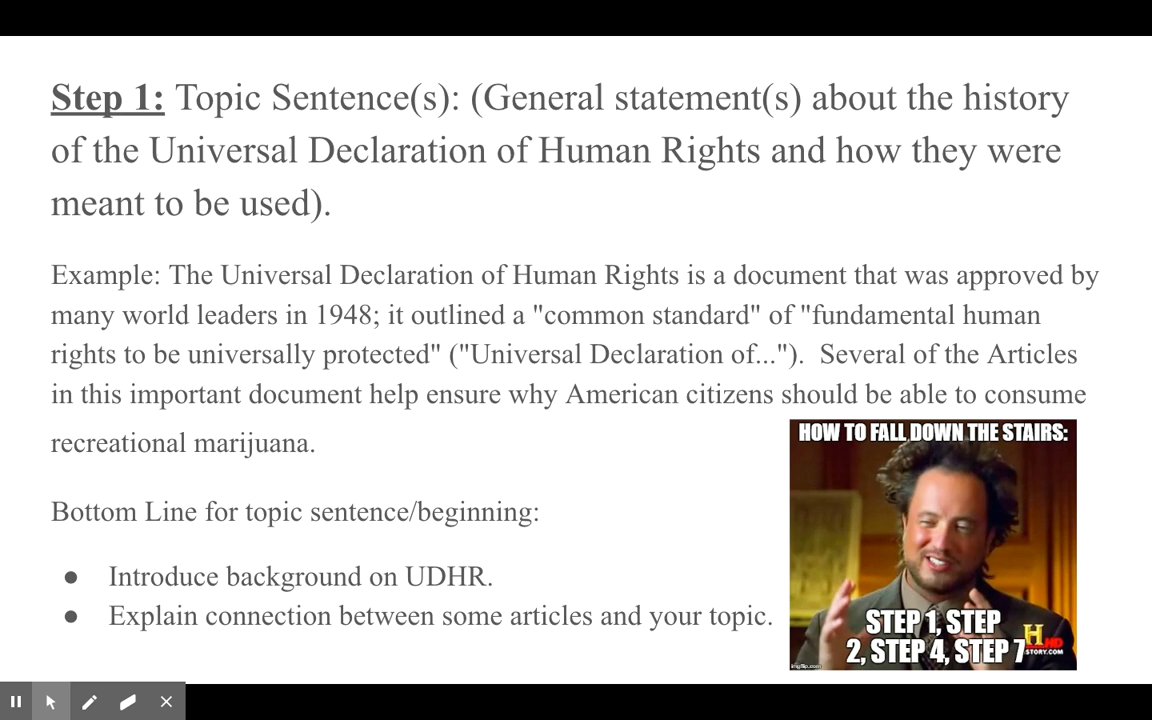 Step 1: Topic Sentence(s): (General statement(s) about the history
of the Universal Declaration of Human Rights and how they were
meant to be used).
Example: The Universal Declaration of Human Rights is a document that was approved by
many world leaders in 1948; it outlined a "common standard" of "fundamental human
rights to be universally protected" ("Universal Declaration of...").  Several of the Articles
in this important document help ensure why American citizens should be able to consume
recreational marijuana.
Bottom Line for topic sentence/beginning:
● Introduce background on UDHR.
● Explain connection between some articles and your topic.
HOW TO FALL DOWN THE STAIRS:
STEP 1, STEP
2, STEP 4, STEP 7
H HD
STORY.COM
imgflip.com